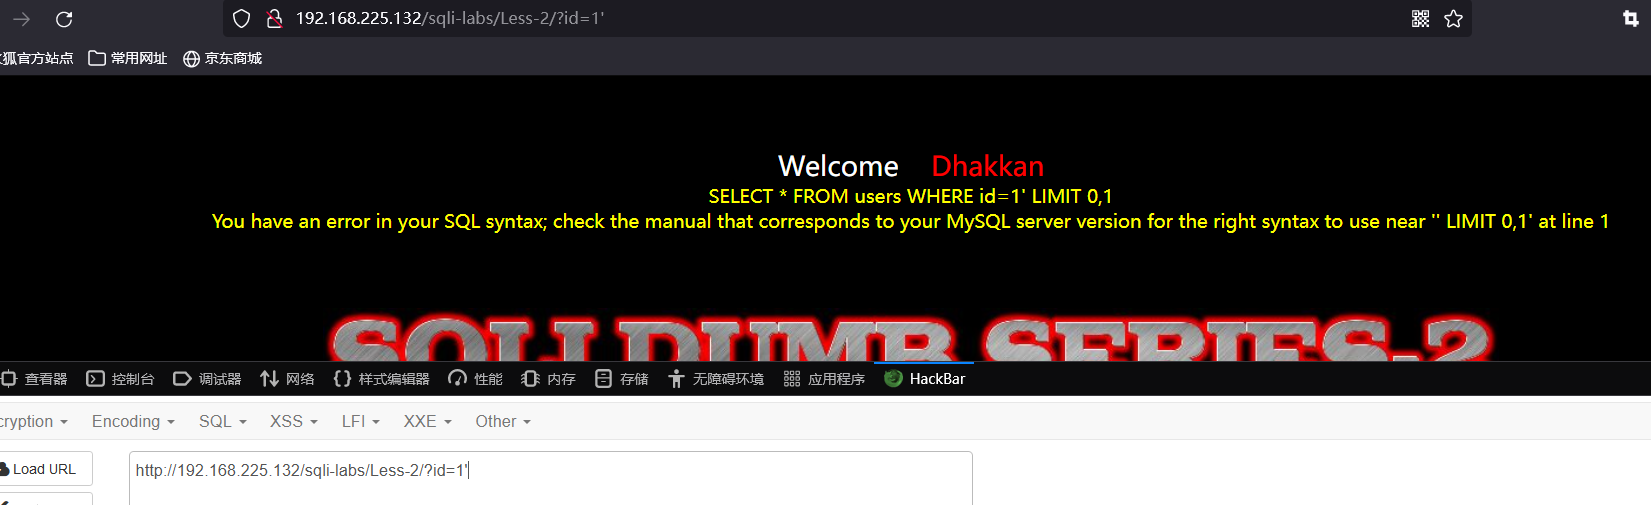 192.168.225.132/sqli-labs/Less-2/?id=1'
狐官方站点 常用网址 京东商城
Welcome Dhakkan
SELECT * FROM users WHERE id=1' LIMIT 0,1
You have an error in your SQL syntax; check the manual that corresponds to your MySQL server version for the right syntax to use near '' LIMIT 0,1' at line 1
SQLI DUMB SERIES-2
查看器 控制台 调试器 网络 样式编辑器 性能 内存 存储 无障碍环境 应用程序 HackBar
cryption Encoding SQL XSS LFI XXE Other
Load URL
http://192.168.225.132/sqli-labs/Less-2/?id=1'